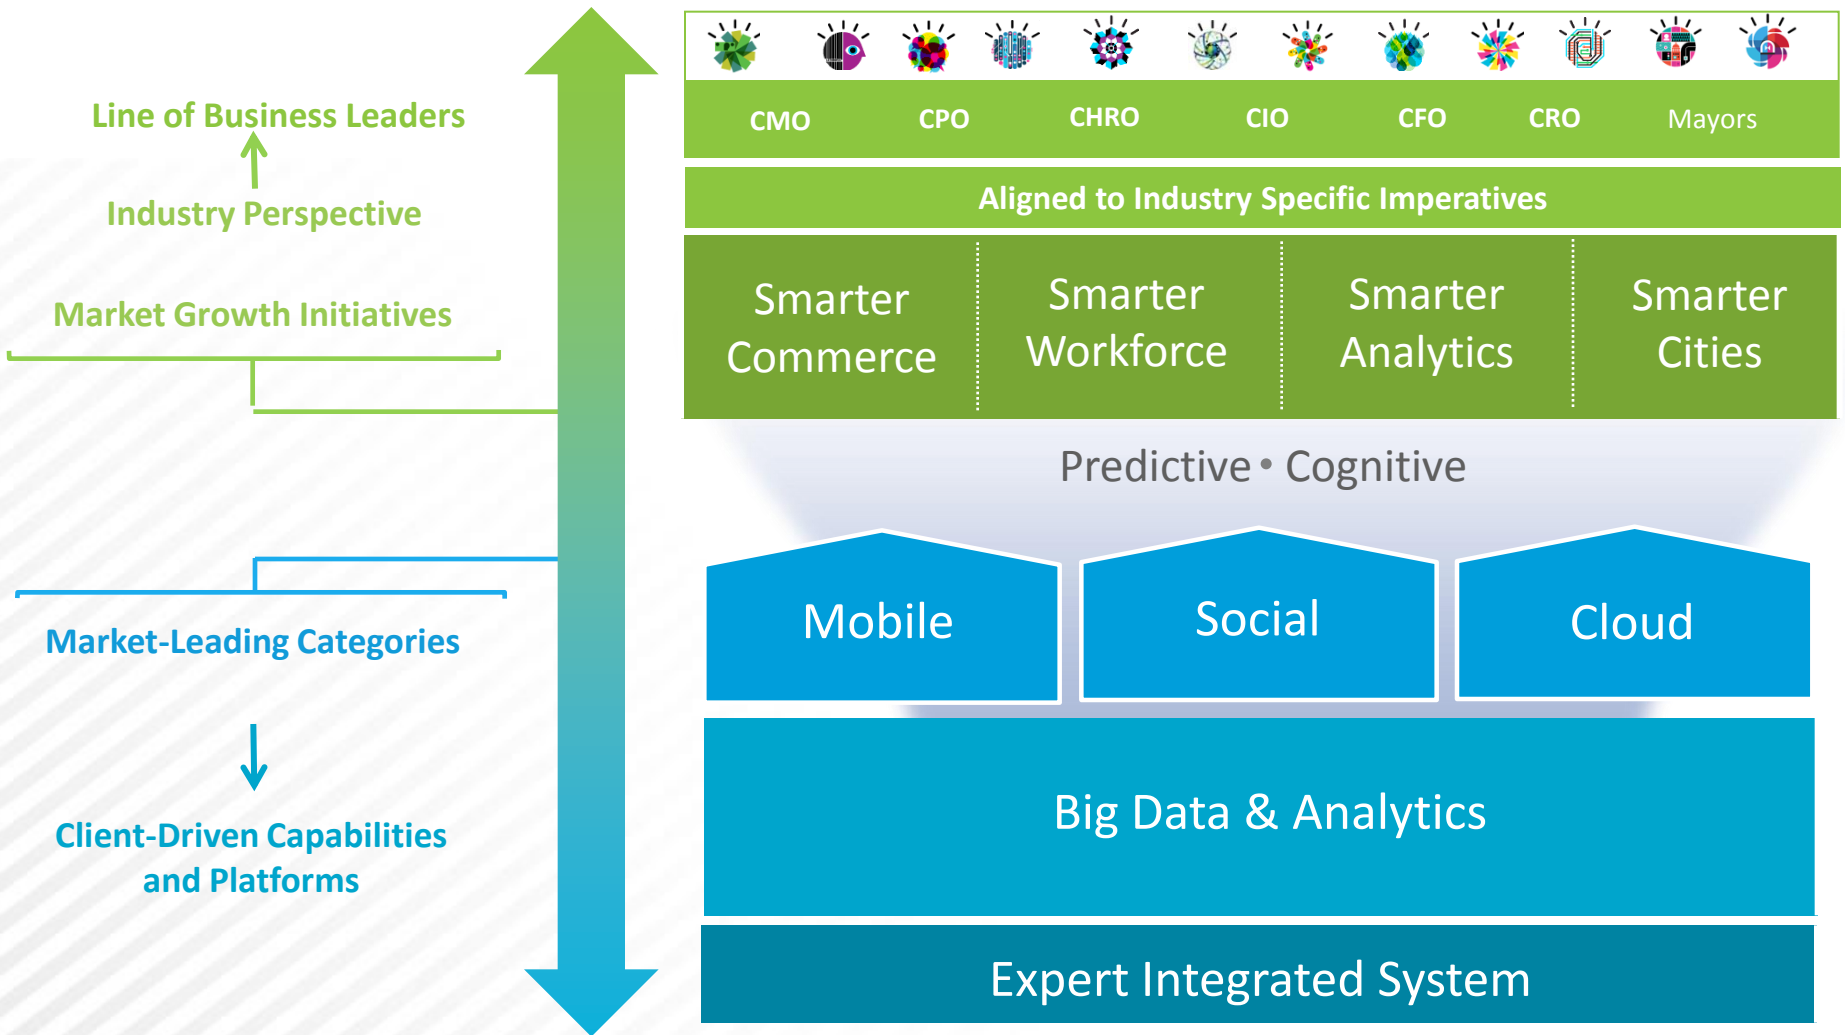 Line of Business Leaders
Industry Perspective
Market Growth Initiatives
Market-Leading Categories
Client-Driven Capabilities
and Platforms
CMO CPO CHRO CIO CFO CRO Mayors
Aligned to Industry Specific Imperatives
Smarter
Commerce
Smarter
Workforce
Smarter
Analytics
Smarter
Cities
Predictive • Cognitive
Mobile
Social
Cloud
Big Data & Analytics
Expert Integrated System